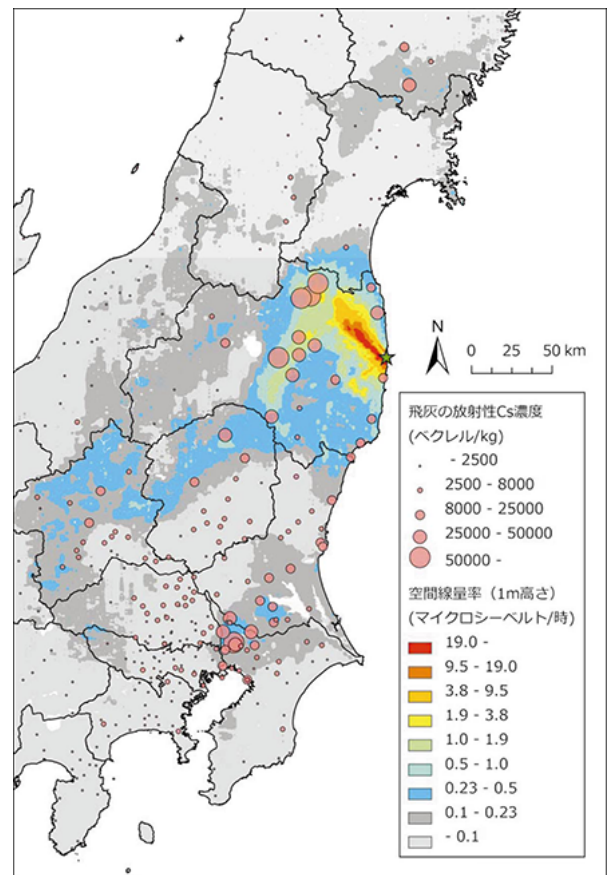 N
0 25 50 km
飛灰の放射性Cs濃度
(ベクレル/kg)
- 2500
2500 - 8000
8000 - 25000
25000 - 50000
50000 -
空間線量率（1m高さ）
(マイクロシーベルト/時)
19.0 -
9.5 - 19.0
3.8 - 9.5
1.9 - 3.8
1.0 - 1.9
0.5 - 1.0
0.23 - 0.5
0.1 - 0.23
- 0.1